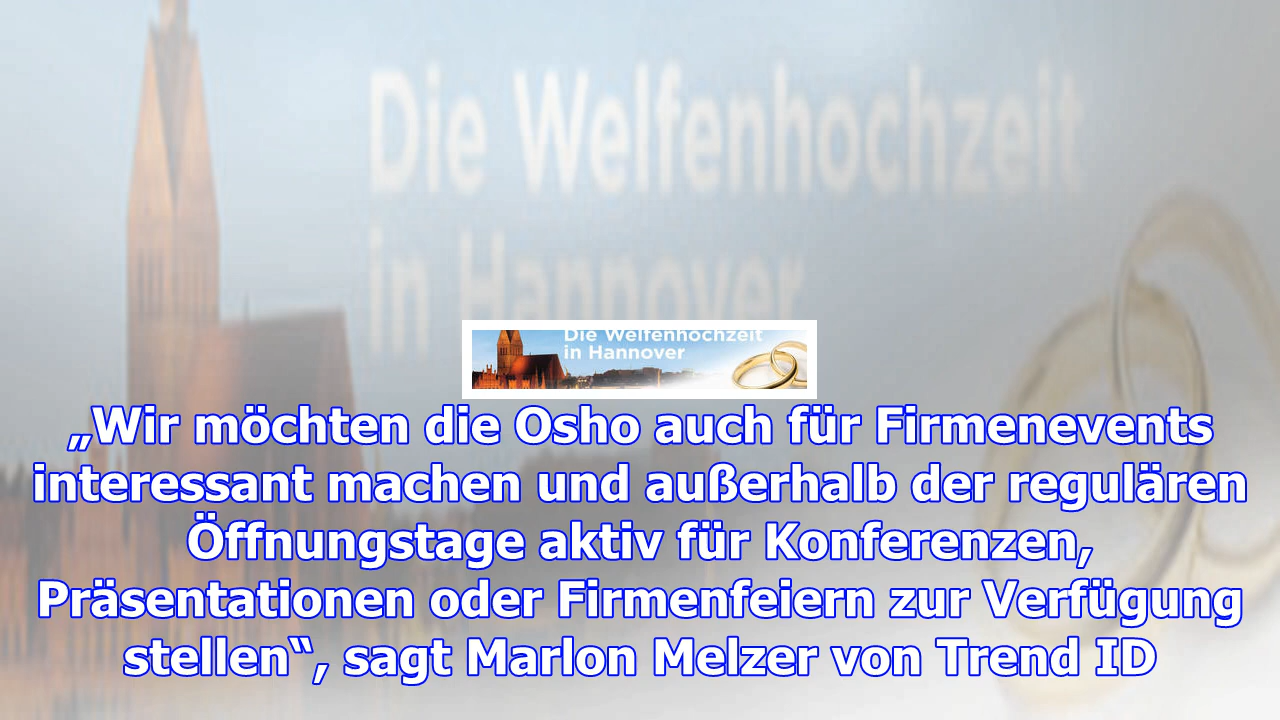 Die Welfenhochzeit
in Hannover
Die Welfenhochzeit
in Hannover
„Wir möchten die Osho auch für Firmenevents
interessant machen und außerhalb der regulären
Öffnungstage aktiv für Konferenzen,
Präsentationen oder Firmenfeiern zur Verfügung
stellen“, sagt Marlon Melzer von Trend ID